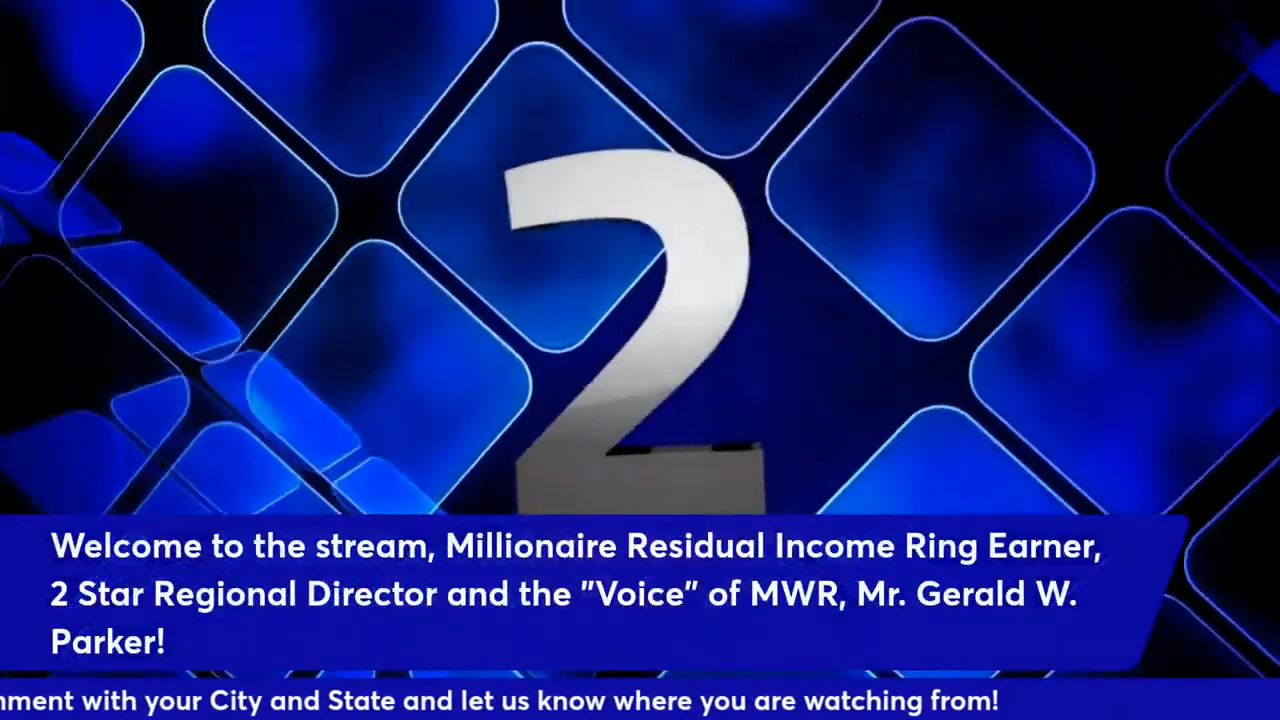 2
Welcome to the stream, Millionaire Residual Income Ring Earner,
2 Star Regional Director and the "Voice" of MWR, Mr. Gerald W.
Parker!
with your City and State and let us know where you are watching from!